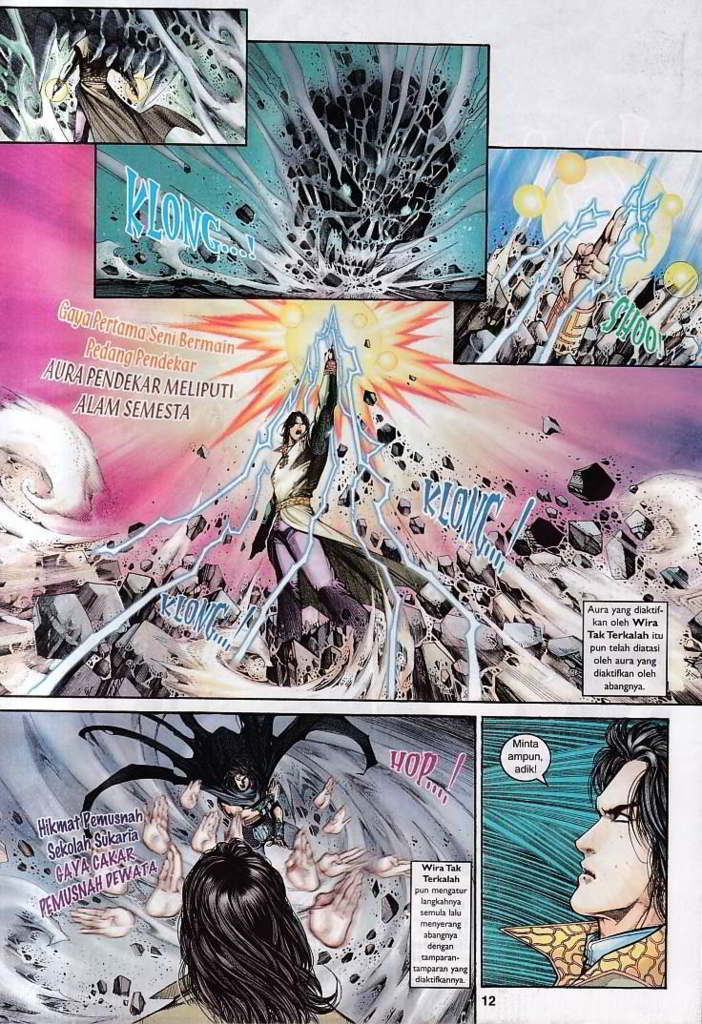 KLONG....!
SHOO!
Gaya Pertama Seni Bermain
Pedang Pendekar
AURA PENDEKAR MELIPUTI
ALAM SEMESTA
KLONG....!
KLONG....!
Aura yang diaktif-
kan oleh Wira
Tak Terkalah itu
pun telah diatasi
oleh aura yang
diaktifkan oleh
abangnya.
HOP....!
Hikmat Pemusnah
Sekolah Sukaria
GAYA CAKAR
PEMUSNAH DEWATA
Wira Tak
Terkalah
pun mengatur
langkahnya
semula lalu
menyerang
abangnya
dengan
tamparan-
tamparan yang
diaktifkannya.
Minta
ampun,
adik!
12